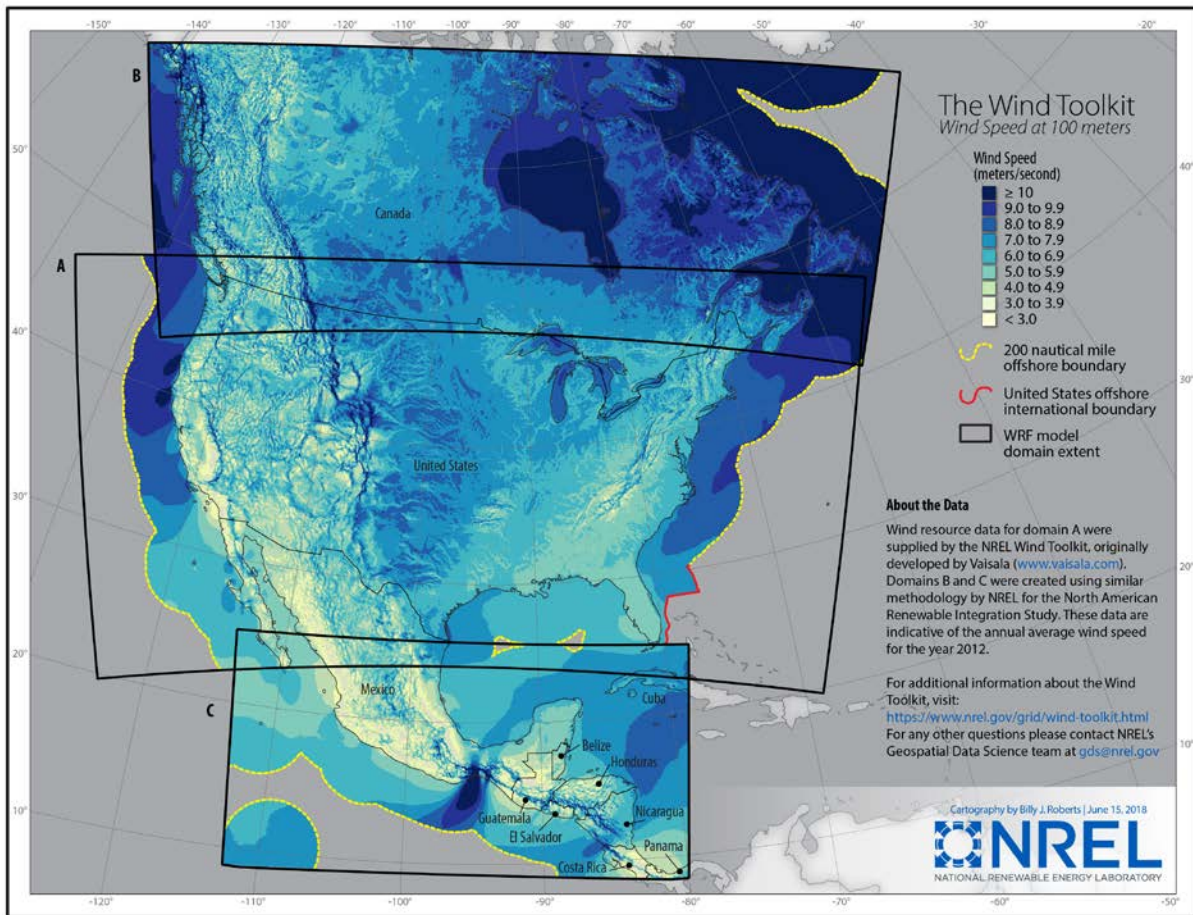 -150° -140° -130° -120° -110° -100° -90° -80° -70° -60° -50° -40° -30° -20°
B
The Wind Toolkit
Wind Speed at 100 meters
Wind Speed
(meters/second)
≥ 10
9.0 to 9.9
8.0 to 8.9
7.0 to 7.9
6.0 to 6.9
5.0 to 5.9
4.0 to 4.9
3.0 to 3.9
< 3.0
200 nautical mile
offshore boundary
United States offshore
international boundary
WRF model
domain extent
50°
40°
30°
20°
10°
40°
30°
20°
10°
Canada
A
United States
C
Mexico
Cuba
Belize
Honduras
Guatemala
Nicaragua
El Salvador
Panama
Costa Rica
About the Data
Wind resource data for domain A were
supplied by the NREL Wind Toolkit, originally
developed by Vaisala (www.vaisala.com).
Domains B and C were created using similar
methodology by NREL for the North American
Renewable Integration Study. These data are
indicative of the annual average wind speed
for the year 2012.
For additional information about the Wind
Toolkit, visit:
https://www.nrel.gov/grid/wind-toolkit.html
For any other questions please contact NREL's
Geospatial Data Science team at gds@nrel.gov
Cartography by Billy J. Roberts | June 15, 2018
NREL
NATIONAL RENEWABLE ENERGY LABORATORY
-120° -110° -100° -90° -80° -70° -60° -50°